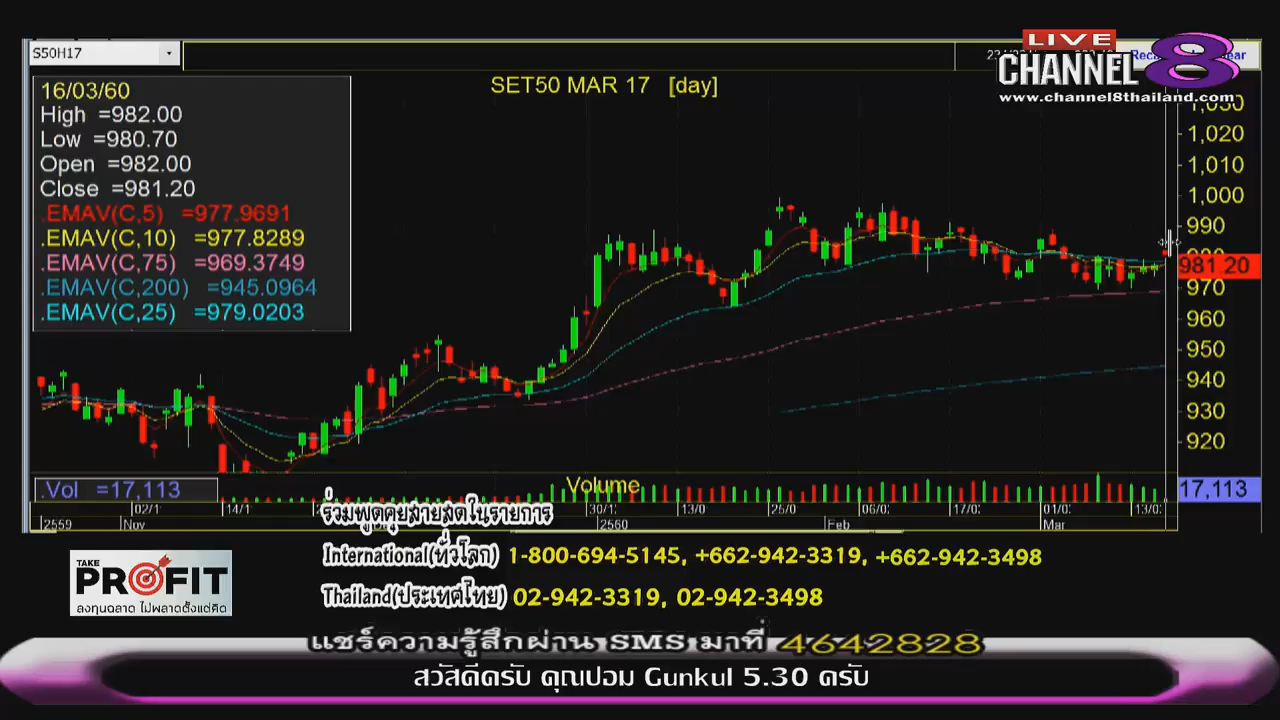 S50H17
LIVE
CHANNEL 8
www.channel8thailand.com
SET50 MAR 17 [day]
16/03/60
High =982.00
Low =980.70
Open =982.00
Close =981.20
.EMAV(C,5) =977.9691
.EMAV(C,10) =977.8289
.EMAV(C,75) =969.3749
.EMAV(C,200) =945.0964
.EMAV(C,25) =979.0203
1,030
1,020
1,010
1,000
990
980
981.20
970
960
950
940
930
920
.Vol =17,113
Volume
17,113
02/1 14/1 30/1 13/0 25/0 06/0 17/0 01/0 13/0
2559 Nov 2560 Feb Mar
ร่วมพูดคุยสายสดในรายการ
International(ทั่วโลก) 1-800-694-5145, +662-942-3319, +662-942-3498
Thailand(ประเทศไทย) 02-942-3319, 02-942-3498
TAKE
PROFIT
ลงทุนฉลาด ไม่พลาดตั้งแต่คิด
แชร์ความรู้สึกผ่าน SMS มาที่ 4642828
สวัสดีครับ คุณปอม Gunkul 5.30 ครับ